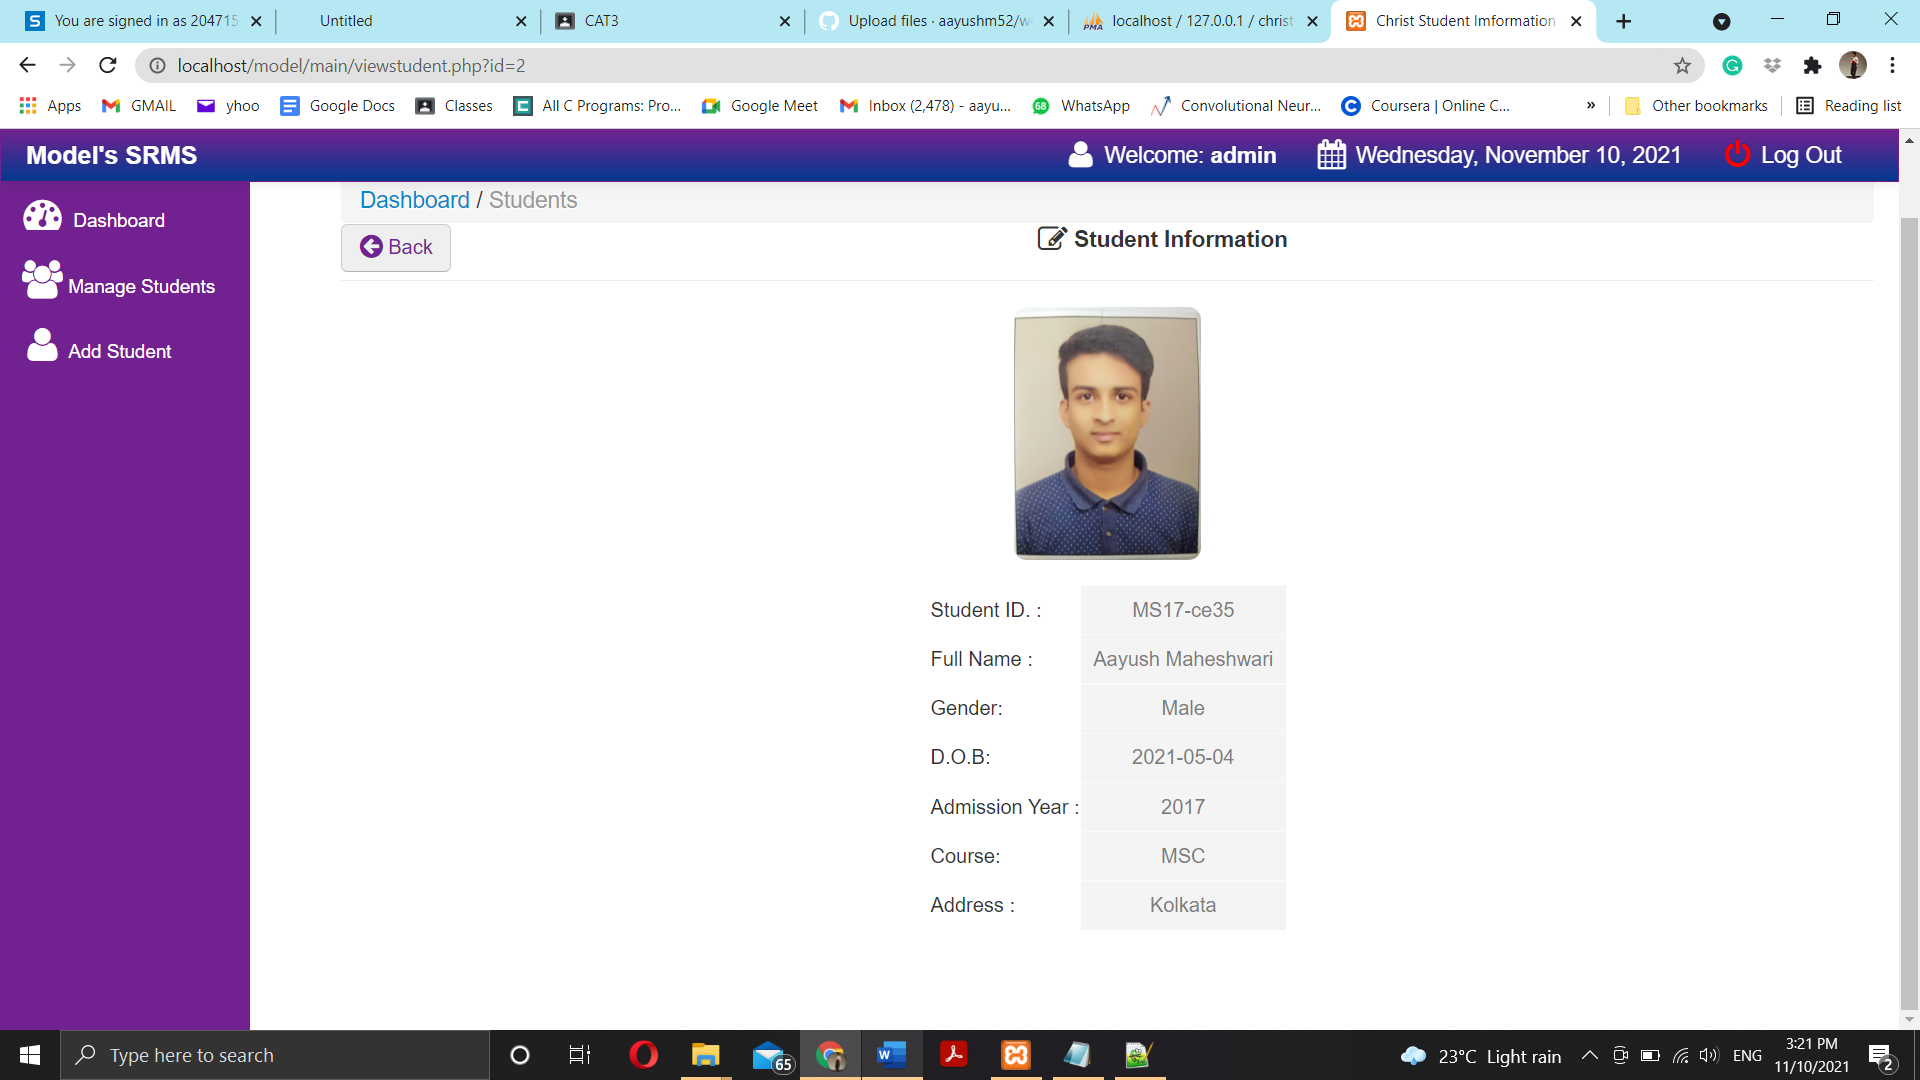 You are signed in as 204715
Untitled
CAT3
Upload files · aayushm52/w
localhost / 127.0.0.1 / christ
Christ Student Imformation
localhost/model/main/viewstudent.php?id=2
Apps
GMAIL
yhoo
Google Docs
Classes
All C Programs: Pro...
Google Meet
Inbox (2,478) - aayu...
68
WhatsApp
Convolutional Neur...
Coursera | Online C...
»
Other bookmarks
Reading list
Model's SRMS
Welcome: admin
Wednesday, November 10, 2021
Log Out
Dashboard
Manage Students
Add Student
Dashboard / Students
Back
Student Information
Student ID. : MS17-ce35
Full Name : Aayush Maheshwari
Gender: Male
D.O.B: 2021-05-04
Admission Year : 2017
Course: MSC
Address : Kolkata
Type here to search
65
23°C Light rain
ENG
3:21 PM
11/10/2021
2